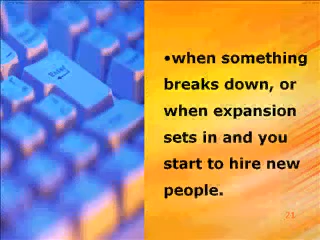 •when something
breaks down, or
when expansion
sets in and you
start to hire new
people.
21